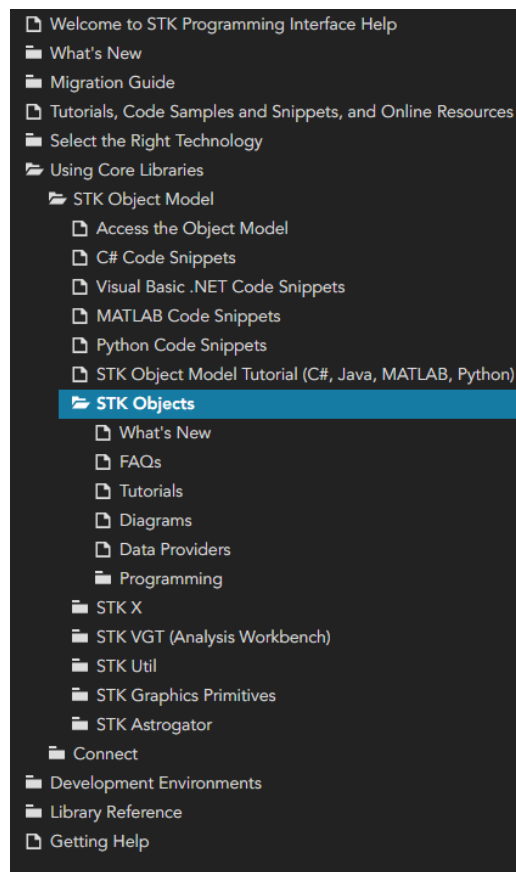 Welcome to STK Programming Interface Help
What's New
Migration Guide
Tutorials, Code Samples and Snippets, and Online Resources
Select the Right Technology
Using Core Libraries
STK Object Model
Access the Object Model
C# Code Snippets
Visual Basic .NET Code Snippets
MATLAB Code Snippets
Python Code Snippets
STK Object Model Tutorial (C#, Java, MATLAB, Python)
STK Objects
What's New
FAQs
Tutorials
Diagrams
Data Providers
Programming
STK X
STK VGT (Analysis Workbench)
STK Util
STK Graphics Primitives
STK Astrogator
Connect
Development Environments
Library Reference
Getting Help